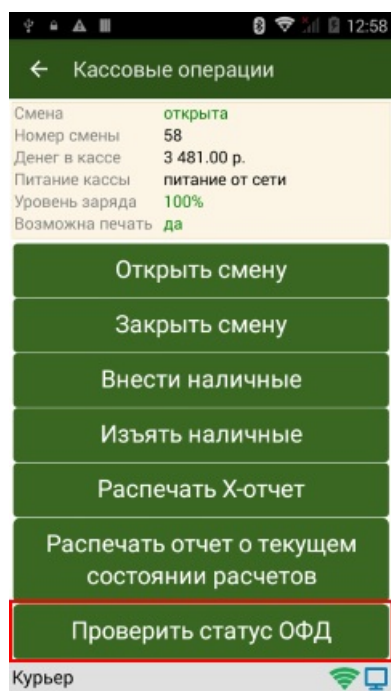 12:58
Кассовые операции
Смена открыта
Номер смены 58
Денег в кассе 3 481.00 р.
Питание кассы питание от сети
Уровень заряда 100%
Возможна печать да
Открыть смену
Закрыть смену
Внести наличные
Изъять наличные
Распечать X-отчет
Распечать отчет о текущем
состоянии расчетов
Проверить статус ОФД
Курьер